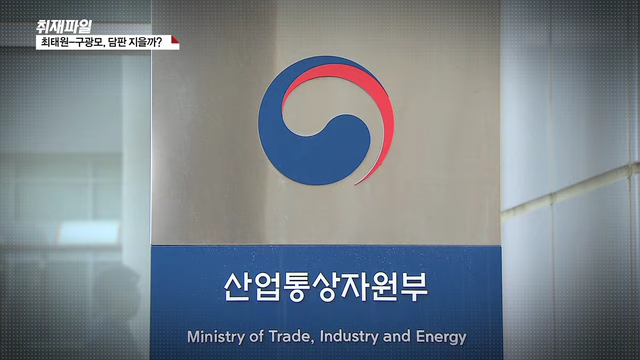 취재파일
최태원-구광모, 담판 지을까?
산업통상자원부
Ministry of Trade, Industry and Energy